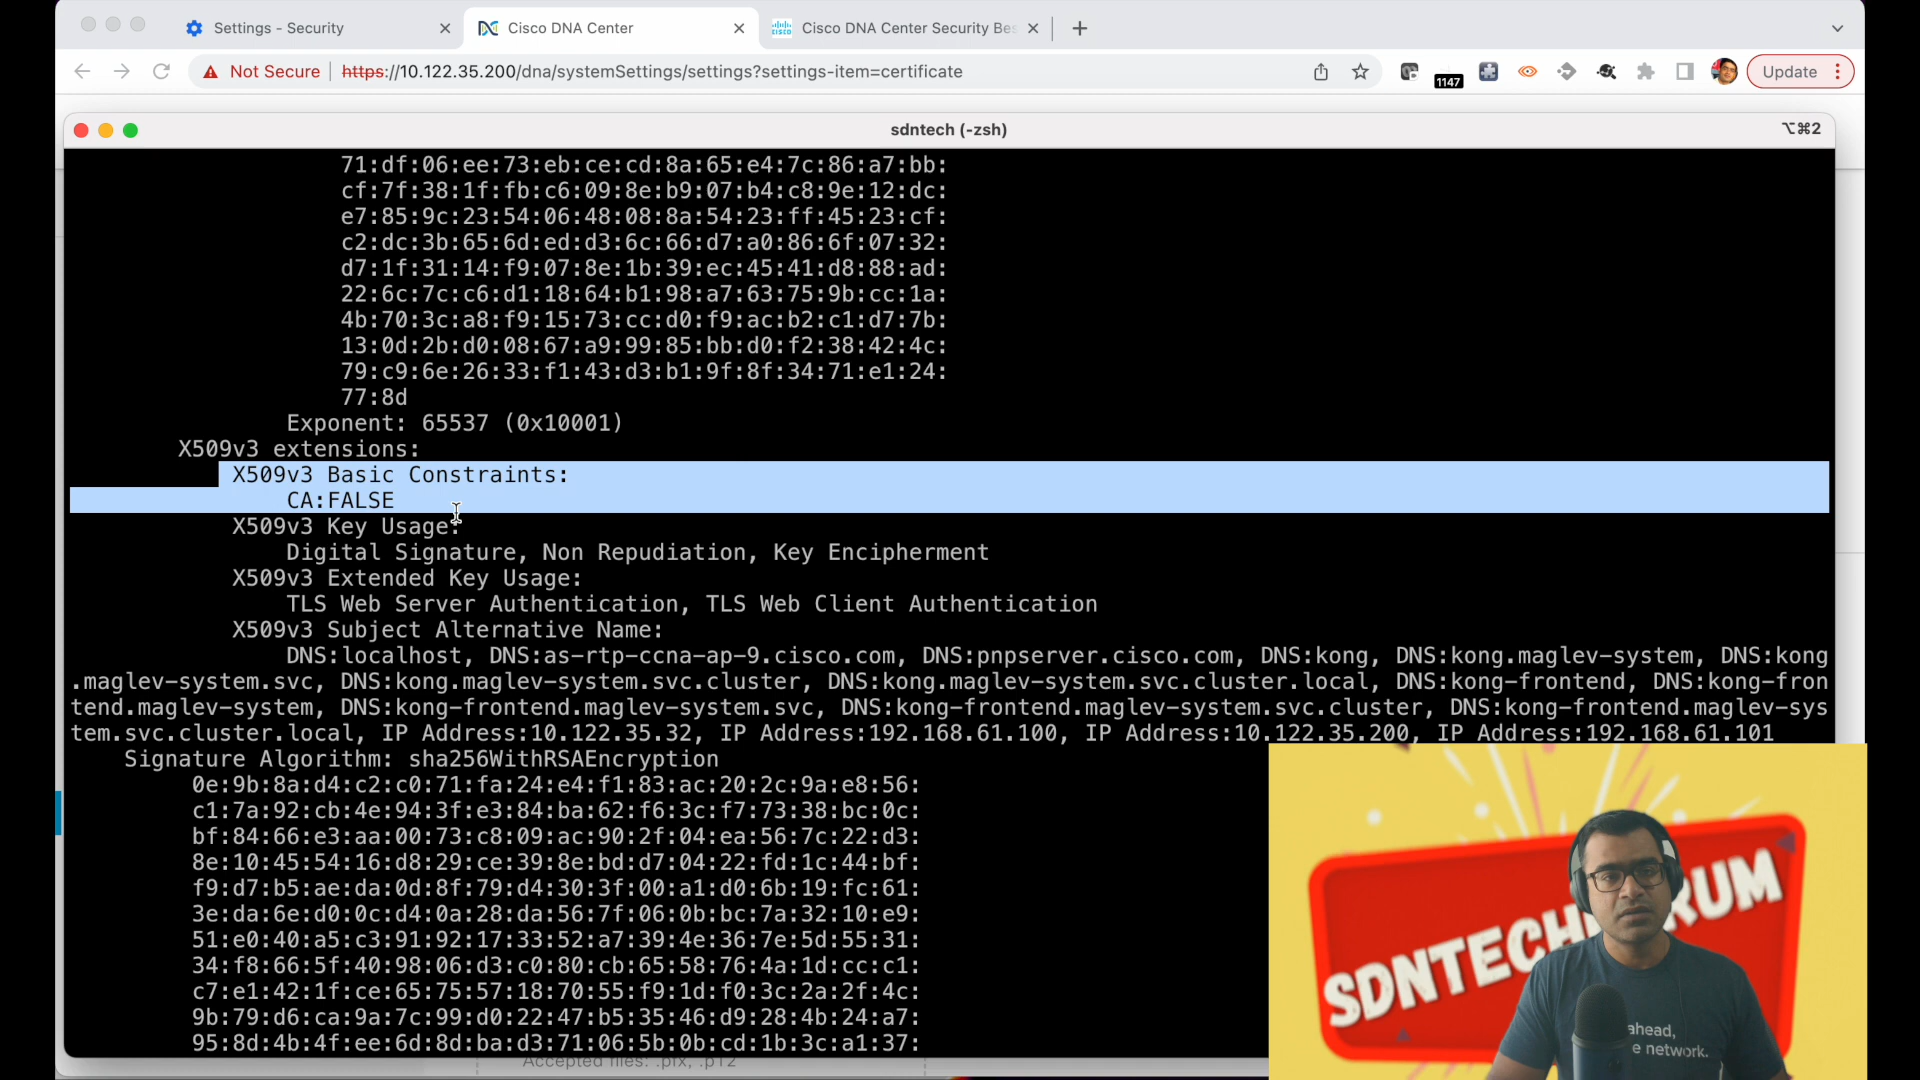 Settings - Security
Cisco DNA Center
Cisco DNA Center Security Bes
Not Secure
https://10.122.35.200/dna/systemSettings/settings?settings-item=certificate
1147
Update
sdntech (-zsh)
⌥⌘2
71:df:06:ee:73:eb:ce:cd:8a:65:e4:7c:86:a7:bb:
cf:7f:38:1f:fb:c6:09:8e:b9:07:b4:c8:9e:12:dc:
e7:85:9c:23:54:06:48:08:8a:54:23:ff:45:23:cf:
c2:dc:3b:65:6d:ed:d3:6c:66:d7:a0:86:6f:07:32:
d7:1f:31:14:f9:07:8e:1b:39:ec:45:41:d8:88:ad:
22:6c:7c:c6:d1:18:64:b1:98:a7:63:75:9b:cc:1a:
4b:70:3c:a8:f9:15:73:cc:d0:f9:ac:b2:c1:d7:7b:
13:0d:2b:d0:08:67:a9:99:85:bb:d0:f2:38:42:4c:
79:c9:6e:26:33:f1:43:d3:b1:9f:8f:34:71:e1:24:
77:8d
Exponent: 65537 (0x10001)
X509v3 extensions:
X509v3 Basic Constraints:
CA:FALSE
X509v3 Key Usage:
Digital Signature, Non Repudiation, Key Encipherment
X509v3 Extended Key Usage:
TLS Web Server Authentication, TLS Web Client Authentication
X509v3 Subject Alternative Name:
DNS:localhost, DNS:as-rtp-ccna-ap-9.cisco.com, DNS:pnpserver.cisco.com, DNS:kong, DNS:kong.maglev-system, DNS:kong
.maglev-system.svc, DNS:kong.maglev-system.svc.cluster, DNS:kong.maglev-system.svc.cluster.local, DNS:kong-frontend, DNS:kong-fron
tend.maglev-system, DNS:kong-frontend.maglev-system.svc, DNS:kong-frontend.maglev-system.svc.cluster, DNS:kong-frontend.maglev-sys
tem.svc.cluster.local, IP Address:10.122.35.32, IP Address:192.168.61.100, IP Address:10.122.35.200, IP Address:192.168.61.101
Signature Algorithm: sha256WithRSAEncryption
0e:9b:8a:d4:c2:c0:71:fa:24:e4:f1:83:ac:20:2c:9a:e8:56:
c1:7a:92:cb:4e:94:3f:e3:84:ba:62:f6:3c:f7:73:38:bc:0c:
bf:84:66:e3:aa:00:73:c8:09:ac:90:2f:04:ea:56:7c:22:d3:
8e:10:45:54:16:d8:29:ce:39:8e:bd:d7:04:22:fd:1c:44:bf:
f9:d7:b5:ae:da:0d:8f:79:d4:30:3f:00:a1:d0:6b:19:fc:61:
3e:da:6e:d0:0c:d4:0a:28:da:56:7f:06:0b:bc:7a:32:10:e9:
51:e0:40:a5:c3:91:92:17:33:52:a7:39:4e:36:7e:5d:55:31:
34:f8:66:5f:40:98:06:d3:c0:80:cb:65:58:76:4a:1d:cc:c1:
c7:e1:42:1f:ce:65:75:57:18:70:55:f9:1d:f0:3c:2a:2f:4c:
9b:79:d6:ca:9a:7c:99:d0:22:47:b5:35:46:d9:28:4b:24:a7:
95:8d:4b:4f:ee:6d:8d:ba:d3:71:06:5b:0b:cd:1b:3c:a1:37:
Accepted files: .pfx, .p12
ahead,
e network.